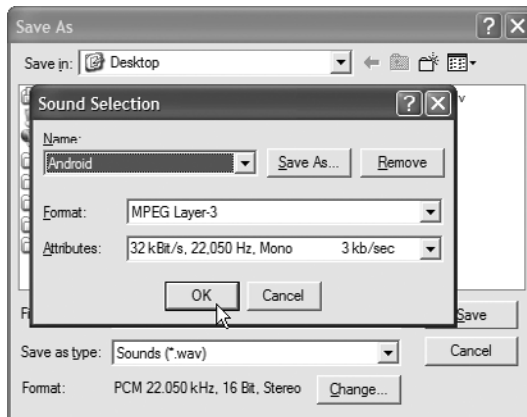 Save As
Save in: Desktop
v
Sound Selection
Name:
Android Save As... Remove
Format: MPEG Layer-3
Attributes: 32 kBit/s, 22,050 Hz, Mono 3 kb/sec
OK Cancel
Fi Save
Save as type: Sounds (*.wav) Cancel
Format: PCM 22.050 kHz, 16 Bit, Stereo Change...